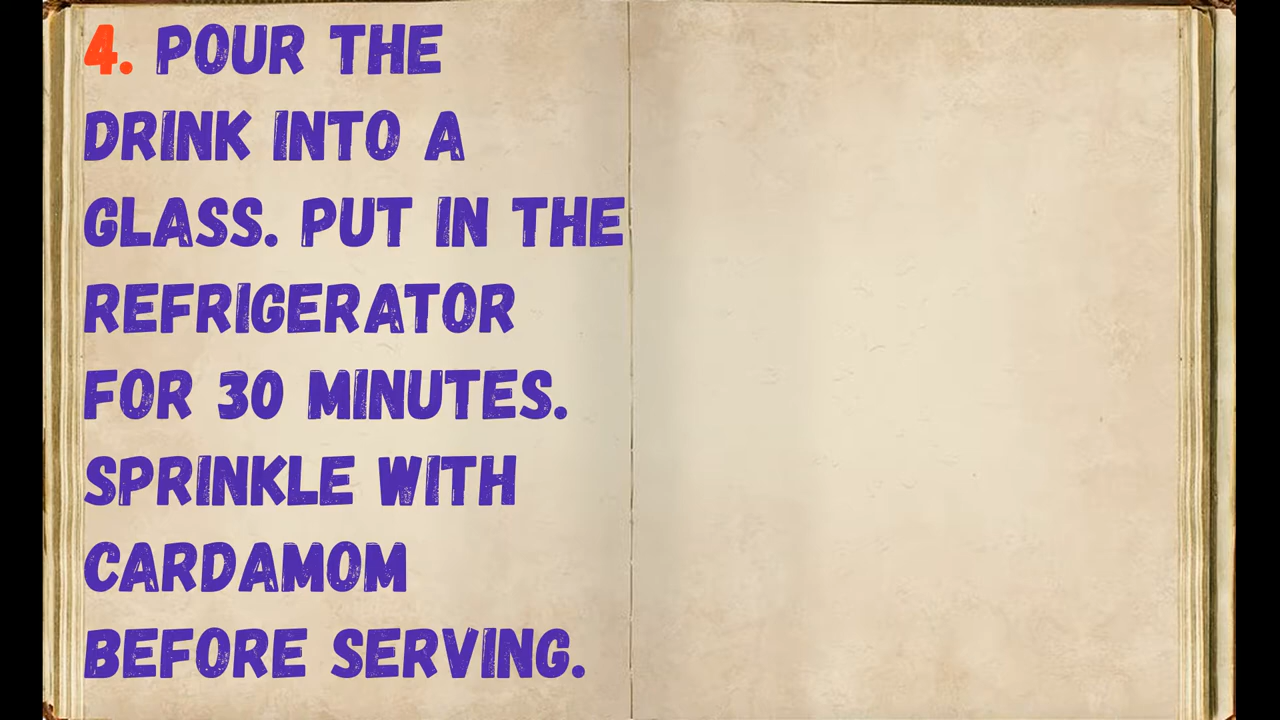 4. POUR THE
DRINK INTO A
GLASS. PUT IN THE
REFRIGERATOR
FOR 30 MINUTES.
SPRINKLE WITH
CARDAMOM
BEFORE SERVING.